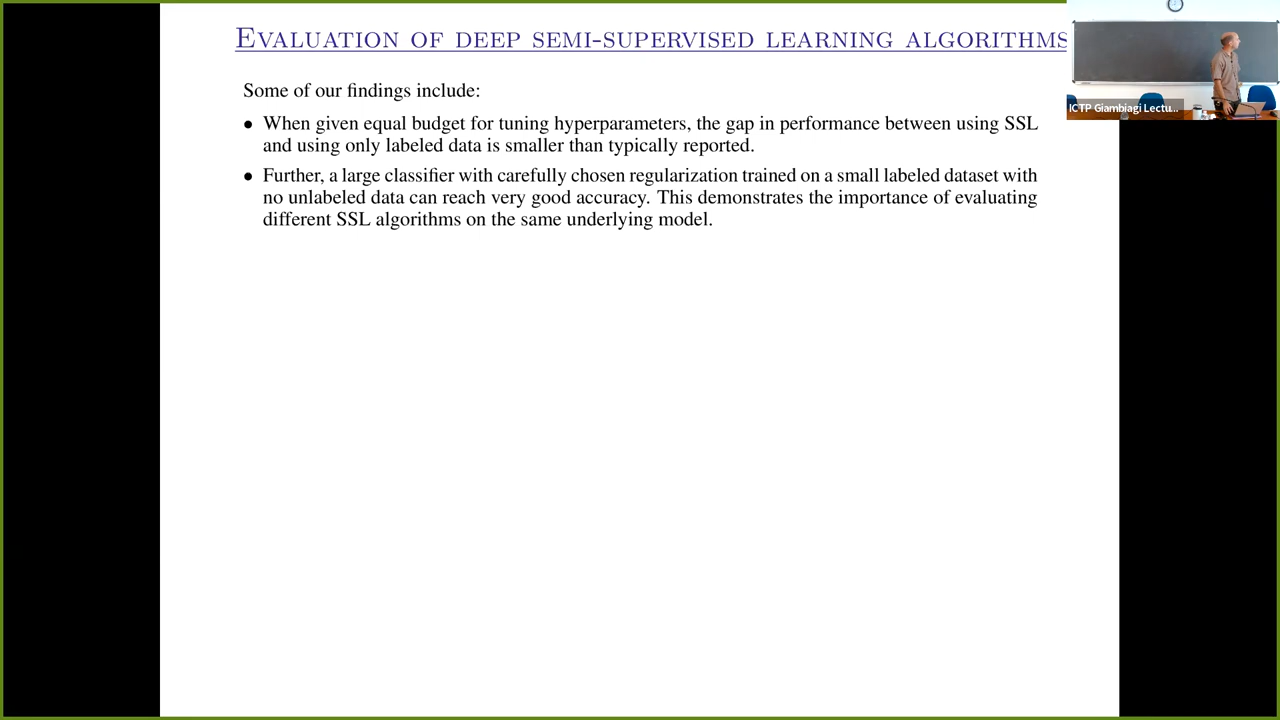 EVALUATION OF DEEP SEMI-SUPERVISED LEARNING ALGORITHMS
Some of our findings include:
• When given equal budget for tuning hyperparameters, the gap in performance between using SSL
and using only labeled data is smaller than typically reported.
• Further, a large classifier with carefully chosen regularization trained on a small labeled dataset with
no unlabeled data can reach very good accuracy. This demonstrates the importance of evaluating
different SSL algorithms on the same underlying model.
ICTP Giambiagi Lectu...